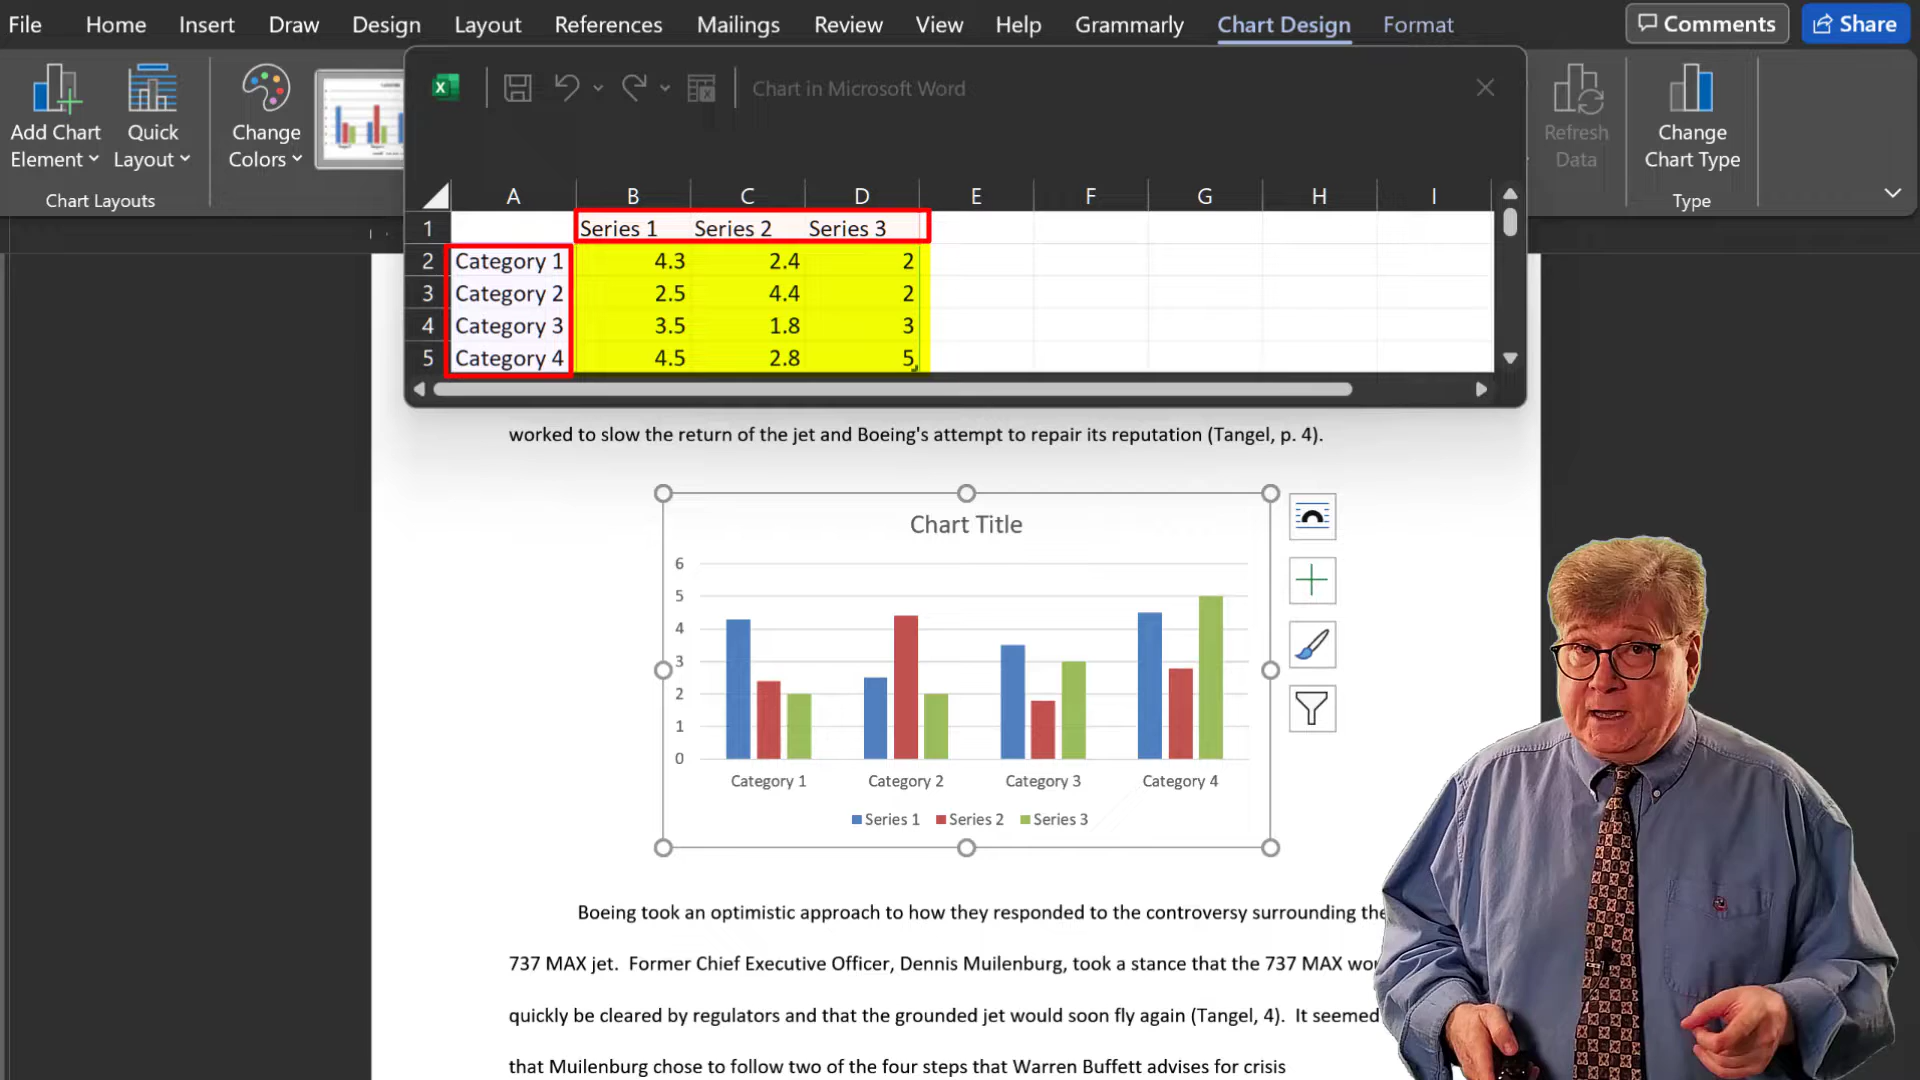 File Home Insert Draw Design Layout References Mailings Review View Help Grammarly Chart Design Format Comments Share
Chart in Microsoft Word
Add Chart Element
Quick Layout
Change Colors
Refresh Data
Change Chart Type
Chart Layouts
Type
A B C D E F G H I
1 Series 1 Series 2 Series 3
2 Category 1 4.3 2.4 2
3 Category 2 2.5 4.4 2
4 Category 3 3.5 1.8 3
5 Category 4 4.5 2.8 5
worked to slow the return of the jet and Boeing's attempt to repair its reputation (Tangel, p. 4).
Chart Title
6
5
4
3
2
1
0
Category 1 Category 2 Category 3 Category 4
Series 1 Series 2 Series 3
Boeing took an optimistic approach to how they responded to the controversy surrounding the
737 MAX jet. Former Chief Executive Officer, Dennis Muilenburg, took a stance that the 737 MAX
quickly be cleared by regulators and that the grounded jet would soon fly again (Tangel, 4). It seemed
that Muilenburg chose to follow two of the four steps that Warren Buffett advises for crisis